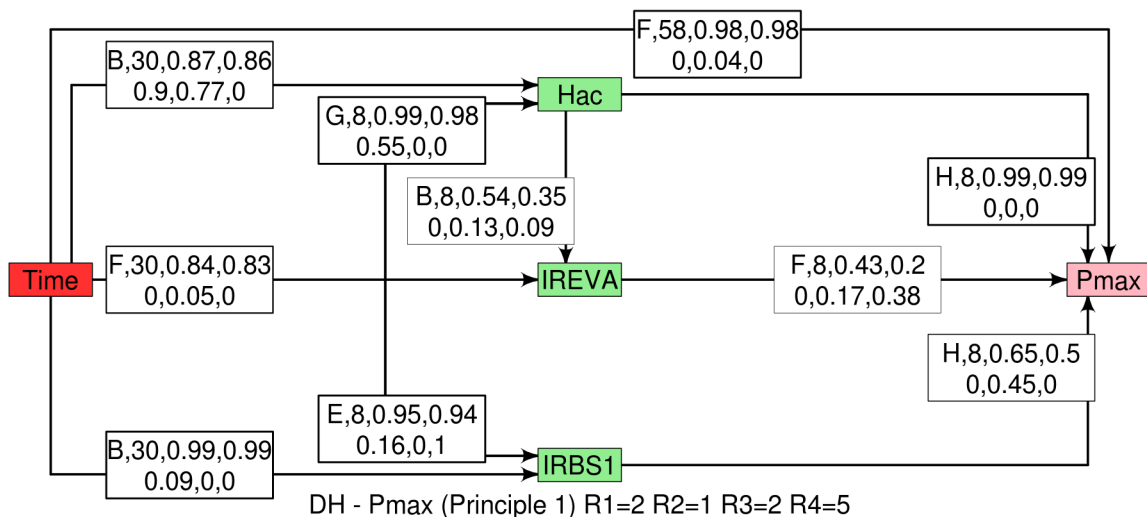 F,58,0.98,0.98
0,0.04,0
B,30,0.87,0.86
0.9,0.77,0
Hac
G,8,0.99,0.98
0.55,0,0
H,8,0.99,0.99
0,0,0
B,8,0.54,0.35
0,0.13,0.09
Time
F,30,0.84,0.83
0,0.05,0
IREVA
F,8,0.43,0.2
0,0.17,0.38
Pmax
H,8,0.65,0.5
0,0.45,0
E,8,0.95,0.94
0.16,0,1
B,30,0.99,0.99
0.09,0,0
IRBS1
DH - Pmax (Principle 1) R1=2 R2=1 R3=2 R4=5